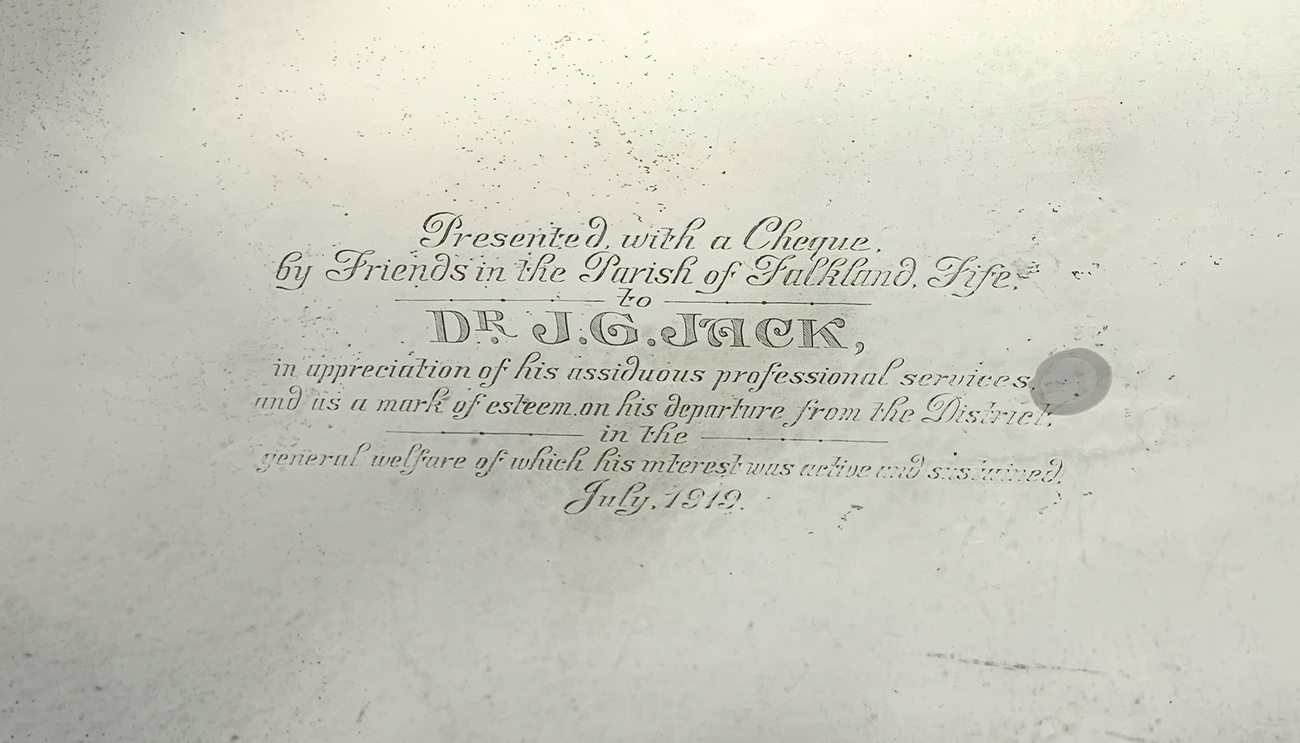 Presented, with a Cheque,
by Friends in the Parish of Falkland, Fife,
to
DR. J. G. JACK,
in appreciation of his assiduous professional services,
and as a mark of esteem, on his departure from the District,
in the
general welfare of which his interest was active and sustained.
July, 1919.